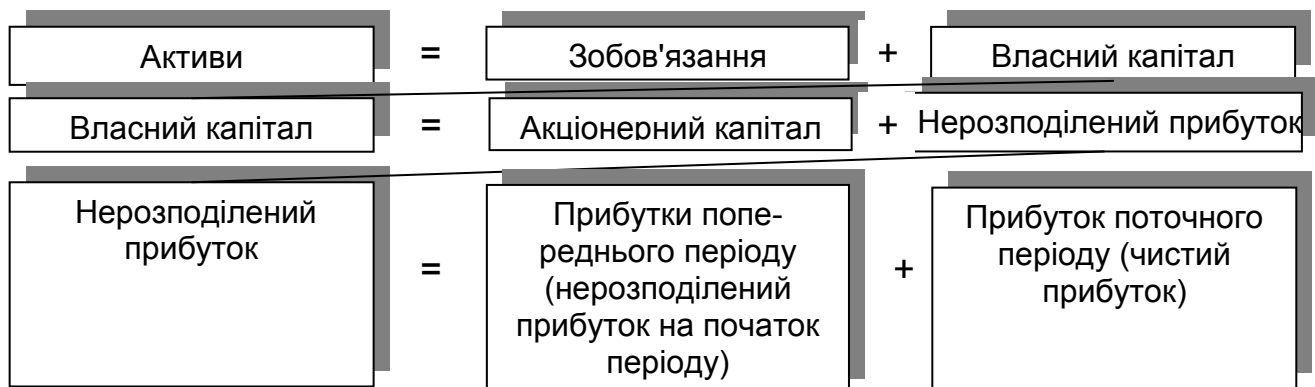 Активи = Зобов'язання + Власний капітал
Власний капітал = Акціонерний капітал + Нерозподілений прибуток
Нерозподілений
прибуток
=
Прибутки попе-
реднього періоду
(нерозподілений
прибуток на початок
періоду)
+
Прибуток поточного
періоду (чистий
прибуток)